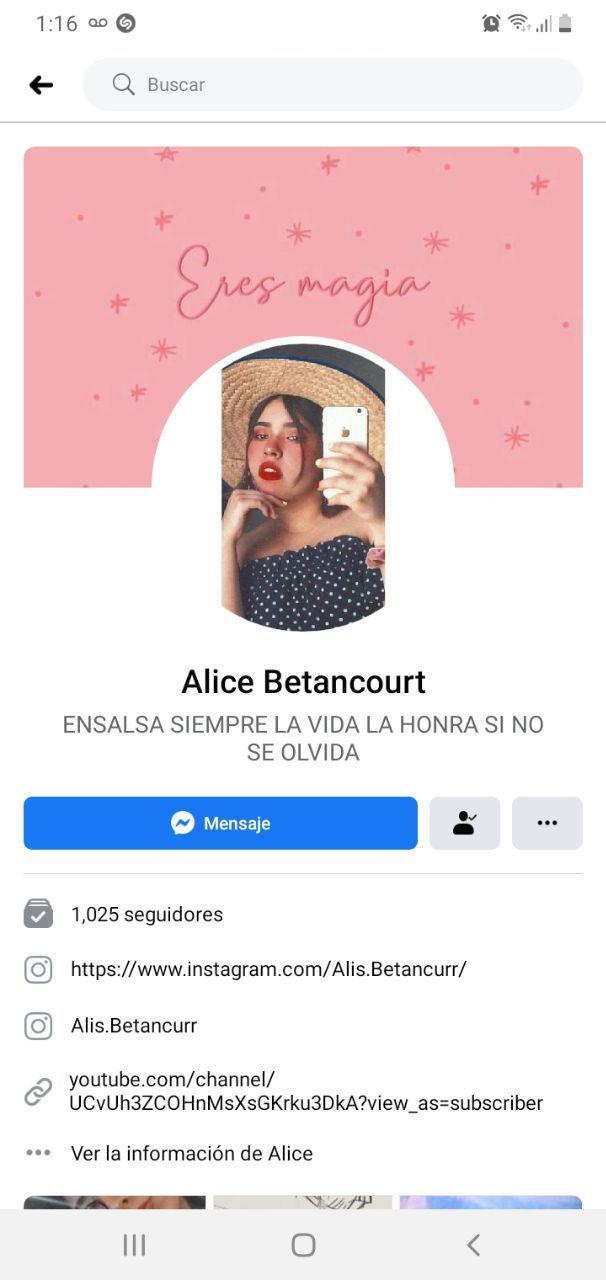 1:16
Buscar
Eres magia
Alice Betancourt
ENSALSA SIEMPRE LA VIDA LA HONRA SI NO
SE OLVIDA
Mensaje
1,025 seguidores
https://www.instagram.com/Alis.Betancurr/
Alis.Betancurr
youtube.com/channel/
UCvUh3ZCOHnMsXsGKrku3DkA?view_as=subscriber
Ver la información de Alice